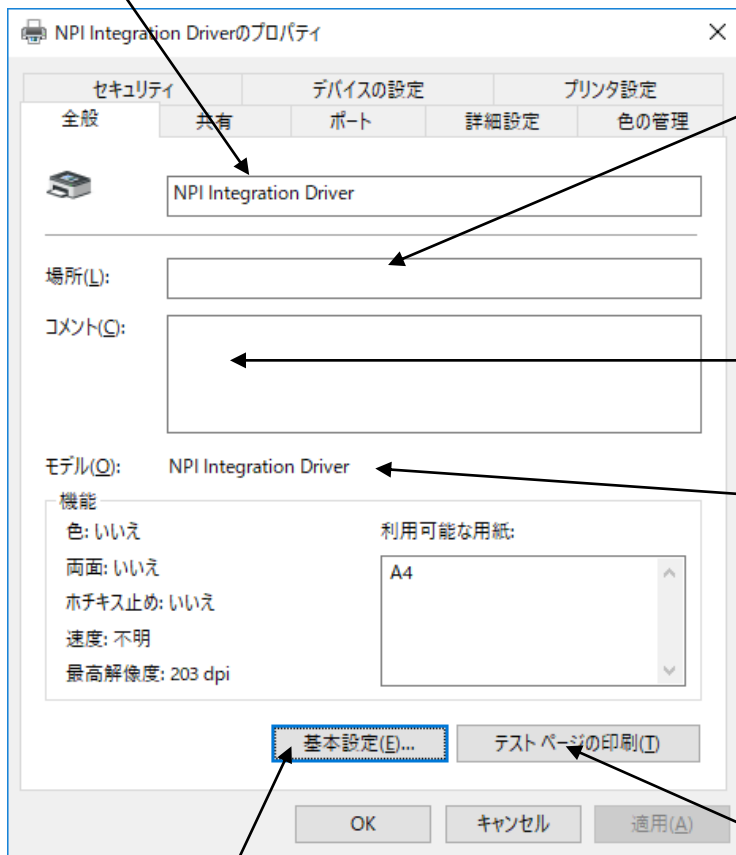 NPI Integration Driverのプロパティ
セキュリティ デバイスの設定 プリンタ設定
全般 共有 ポート 詳細設定 色の管理
NPI Integration Driver
場所(L):
コメント(C):
モデル(O): NPI Integration Driver
機能
色: いいえ 利用可能な用紙:
両面: いいえ A4
ホチキス止め: いいえ
速度: 不明
最高解像度: 203 dpi
基本設定(E)... テスト ページの印刷(T)
OK キャンセル 適用(A)